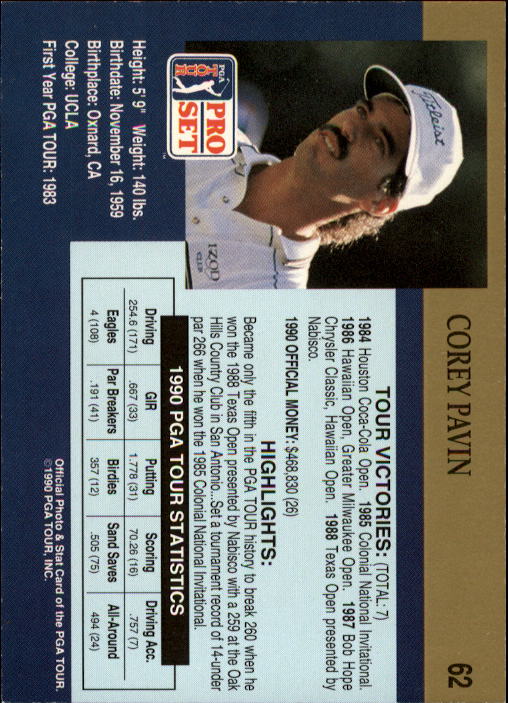 COREY PAVIN
62
Titleist
IZOD
CLUB
PGA
TOUR
PRO
SET
TM
Height: 5' 9" Weight: 140 lbs.
Birthdate: November 16, 1959
Birthplace: Oxnard, CA
College: UCLA
First Year PGA TOUR: 1983
TOUR VICTORIES: (TOTAL: 7)
1984 Houston Coca-Cola Open. 1985 Colonial National Invitational.
1986 Hawaiian Open, Greater Milwaukee Open. 1987 Bob Hope
Chrysler Classic, Hawaiian Open. 1988 Texas Open presented by
Nabisco.
1990 OFFICIAL MONEY: $468,830 (26)
HIGHLIGHTS:
Became only the fifth in the PGA TOUR history to break 260 when he
won the 1988 Texas Open presented by Nabisco with a 259 at the Oak
Hills Country Club in San Antonio...Set a tournament record of 14-under
par 266 when he won the 1985 Colonial National Invitational.
1990 PGA TOUR STATISTICS
Driving GIR Putting Scoring Driving Acc.
254.6 (171) .667 (33) 1.778 (31) 70.26 (16) .757 (7)
Eagles Par Breakers Birdies Sand Saves All-Around
4 (108) .191 (41) 357 (12) .505 (75) 494 (24)
Official Photo & Stat Card of the PGA TOUR.
©1990 PGA TOUR, INC.